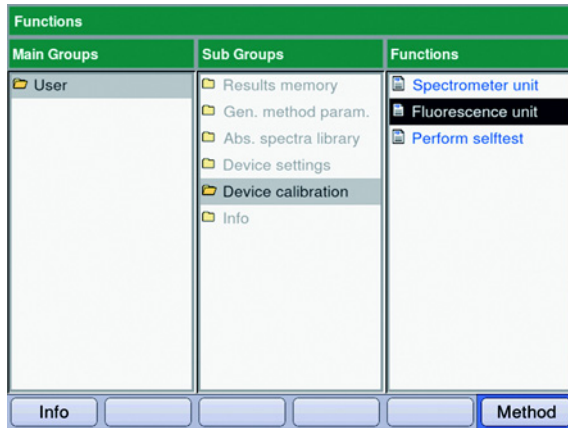 Functions
Main Groups
Sub Groups
Functions
User
Results memory
Gen. method param.
Abs. spectra library
Device settings
Device calibration
Info
Spectrometer unit
Fluorescence unit
Perform selftest
Info
Method